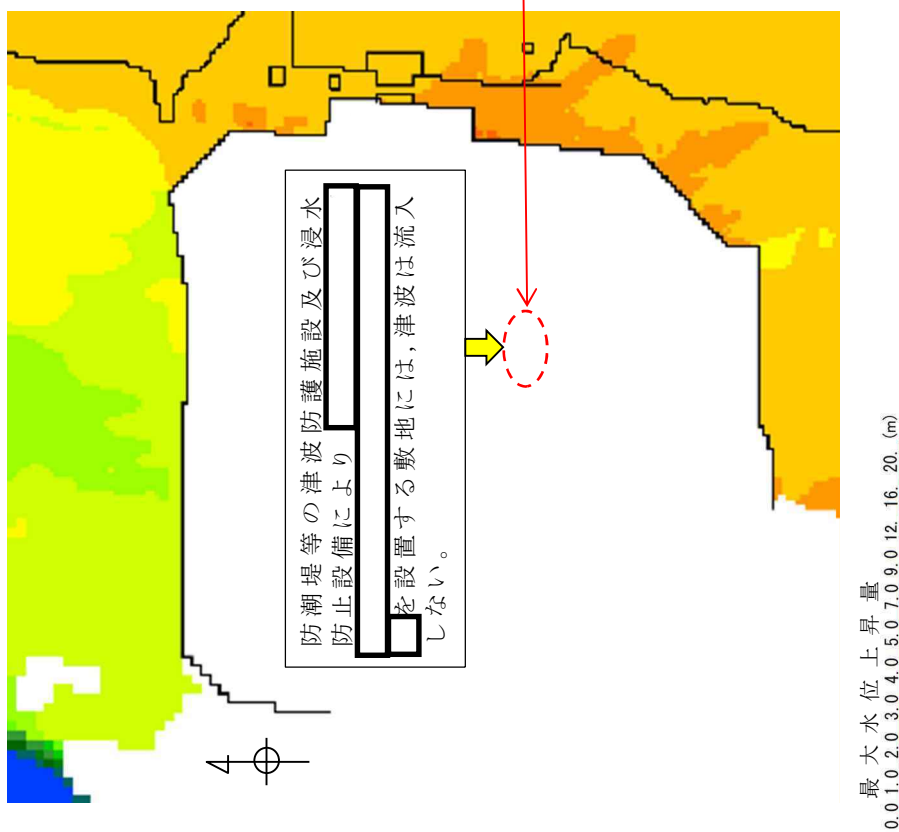 防潮堤等の津波防護施設及び浸水
防止設備により
を設置する敷地には,津波は流入
しない。
最大水位上昇量
0.0 1.0 2.0 3.0 4.0 5.0 7.0 9.0 12. 16. 20. (m)